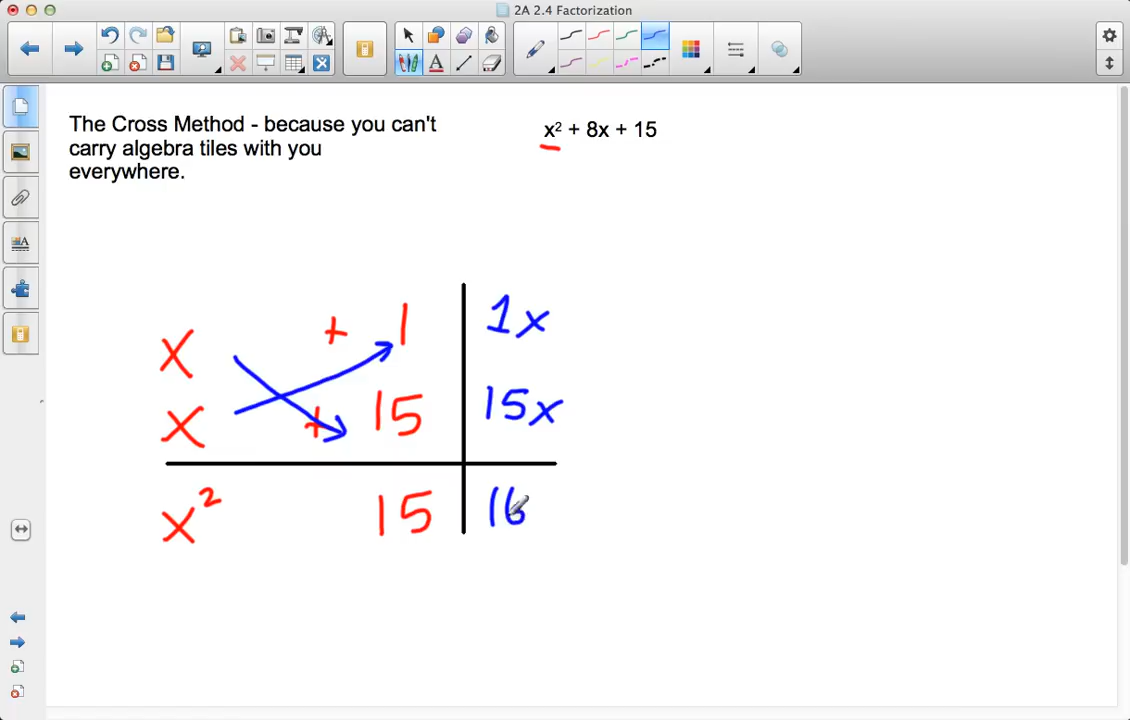 2A 2.4 Factorization
The Cross Method - because you can't
carry algebra tiles with you
everywhere.
x² + 8x + 15
x + 1 1x
x + 15 15x
x² 15 16